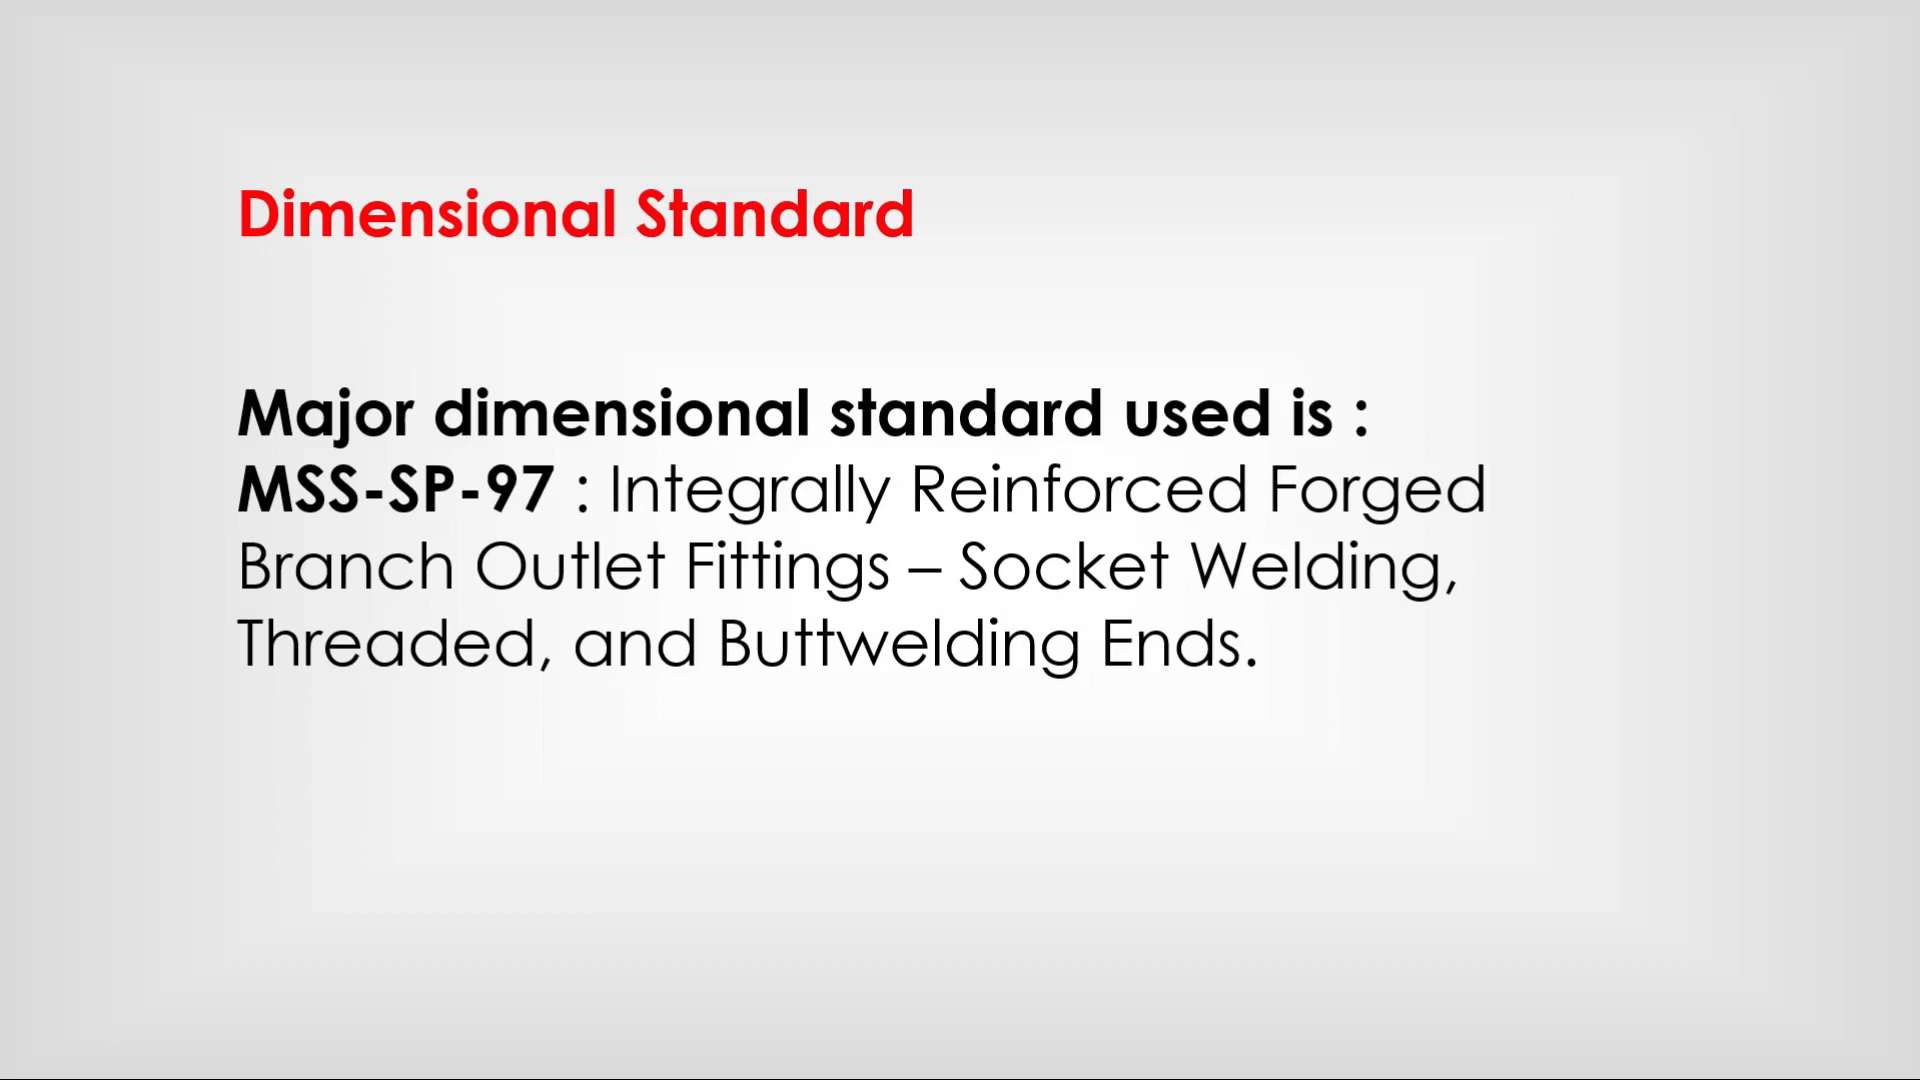 Dimensional Standard
Major dimensional standard used is :
MSS-SP-97 : Integrally Reinforced Forged
Branch Outlet Fittings – Socket Welding,
Threaded, and Buttwelding Ends.